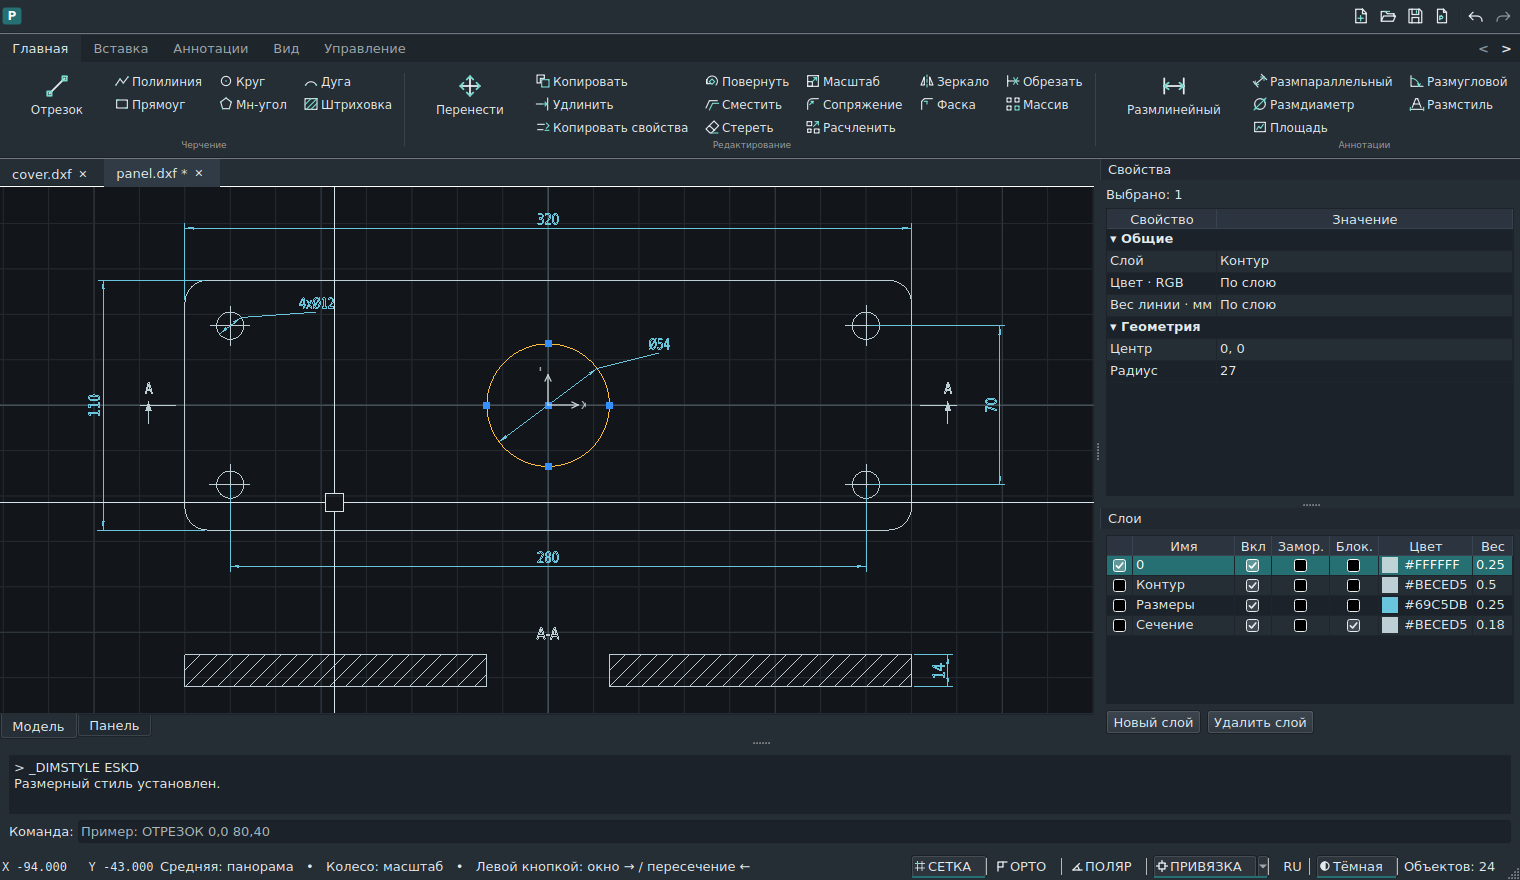 P
Главная Вставка Аннотации Вид Управление < >
Отрезок
Полилиния Круг Дуга
Прямоуг Мн-угол Штриховка
Черчение
Перенести
Копировать Повернуть Масштаб Зеркало Обрезать
Удлинить Сместить Сопряжение Фаска Массив
Копировать свойства Стереть Расчленить
Редактирование
Размлинейный
Размпараллельный Размугловой
Размдиаметр Размстиль
Площадь
Аннотации
cover.dxf × panel.dxf * ×
320
4xØ12
Ø54
A A
110
70
X
280
A-A
14
Модель Панель
Свойства
Выбрано: 1
Свойство Значение
▾ Общие
Слой Контур
Цвет · RGB По слою
Вес линии · мм По слою
▾ Геометрия
Центр 0, 0
Радиус 27
Слои
Имя Вкл Замор. Блок. Цвет Вес
0 #FFFFFF 0.25
Контур #BECED5 0.5
Размеры #69C5DB 0.25
Сечение #BECED5 0.18
Новый слой Удалить слой
> _DIMSTYLE ESKD
Размерный стиль установлен.
Команда: Пример: ОТРЕЗОК 0,0 80,40
X -94.000 Y -43.000 Средняя: панорама • Колесо: масштаб • Левой кнопкой: окно → / пересечение ← СЕТКА ОРТО ПОЛЯР ПРИВЯЗКА RU Тёмная Объектов: 24